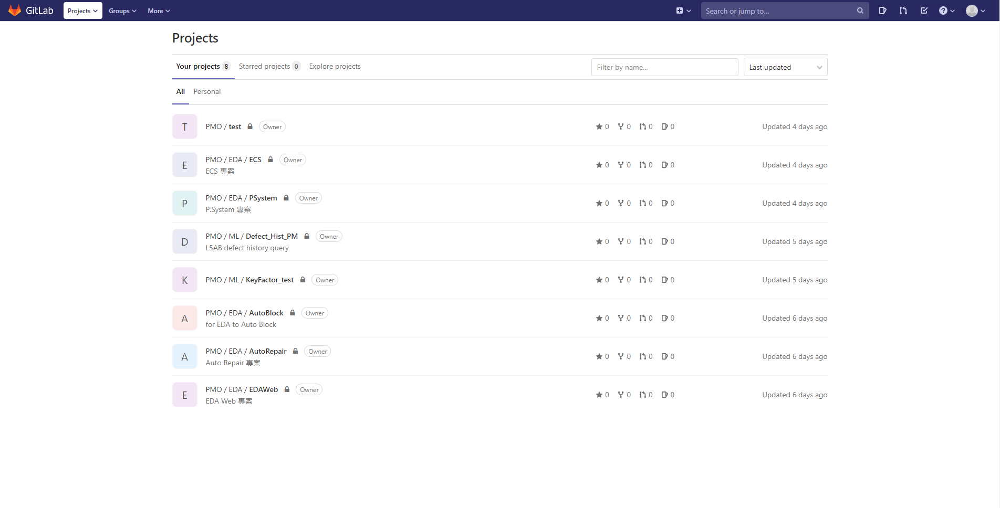 GitLab Projects Groups More Search or jump to...
Projects
Your projects 8 Starred projects 0 Explore projects Filter by name... Last updated
All Personal
T PMO / test Owner 0 0 0 0 Updated 4 days ago
E PMO / EDA / ECS Owner 0 0 0 0 Updated 4 days ago
ECS 專案
P PMO / EDA / PSystem Owner 0 0 0 0 Updated 4 days ago
P.System 專案
D PMO / ML / Defect_Hist_PM Owner 0 0 0 0 Updated 5 days ago
L5AB defect history query
K PMO / ML / KeyFactor_test Owner 0 0 0 0 Updated 5 days ago
A PMO / EDA / AutoBlock Owner 0 0 0 0 Updated 6 days ago
for EDA to Auto Block
A PMO / EDA / AutoRepair Owner 0 0 0 0 Updated 6 days ago
Auto Repair 專案
E PMO / EDA / EDAWeb Owner 0 0 0 0 Updated 6 days ago
EDA Web 專案